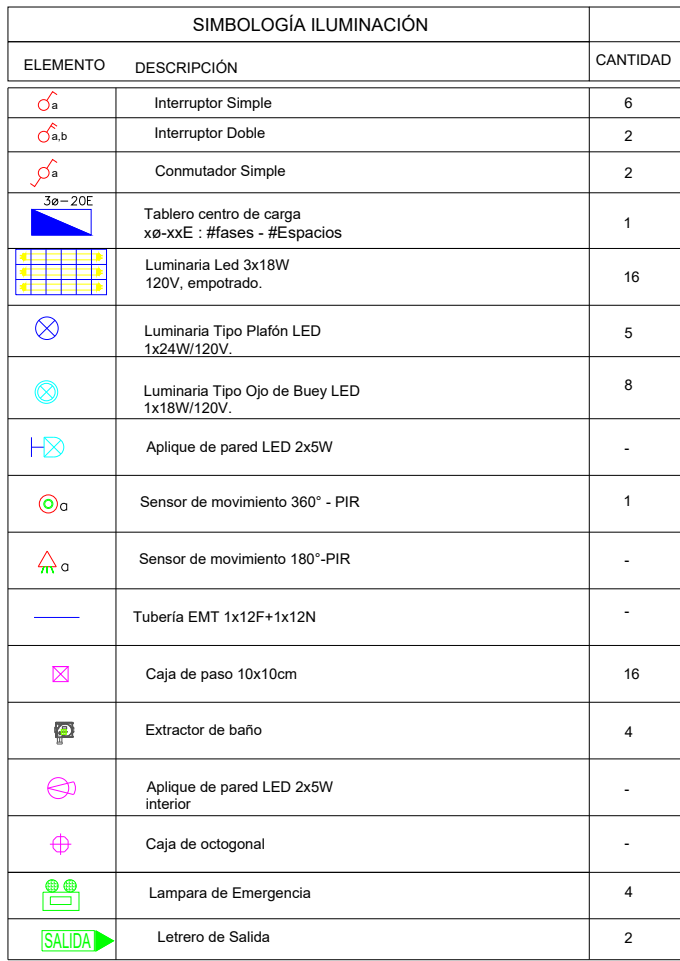 SIMBOLOGÍA ILUMINACIÓN
ELEMENTO DESCRIPCIÓN CANTIDAD
a Interruptor Simple 6
a,b Interruptor Doble 2
a Conmutador Simple 2
3ø-20E
Tablero centro de carga
xø-xxE : #fases - #Espacios
1
Luminaria Led 3x18W
120V, empotrado.
16
Luminaria Tipo Plafón LED
1x24W/120V.
5
Luminaria Tipo Ojo de Buey LED
1x18W/120V.
8
Aplique de pared LED 2x5W -
a Sensor de movimiento 360° - PIR 1
a Sensor de movimiento 180°-PIR -
Tubería EMT 1x12F+1x12N -
Caja de paso 10x10cm 16
Extractor de baño 4
Aplique de pared LED 2x5W
interior
-
Caja de octogonal -
Lampara de Emergencia 4
SALIDA Letrero de Salida 2